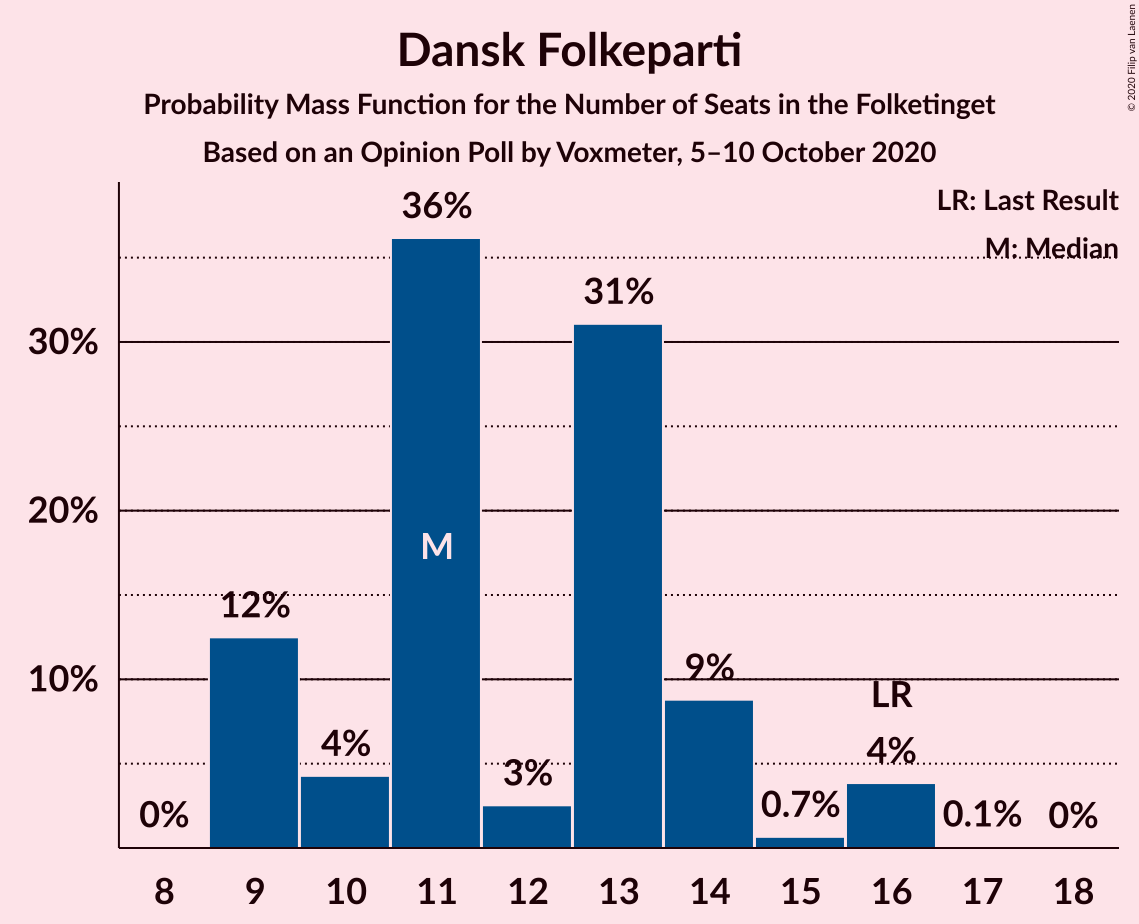 Dansk Folkeparti
Probability Mass Function for the Number of Seats in the Folketinget
Based on an Opinion Poll by Voxmeter, 5–10 October 2020
© 2020 Filip van Laenen
LR: Last Result
M: Median
36%
31%
30%
20%
M
12%
10%
9%
LR
4%
4%
3%
0%
0.7%
0.1%
0%
8 9 10 11 12 13 14 15 16 17 18